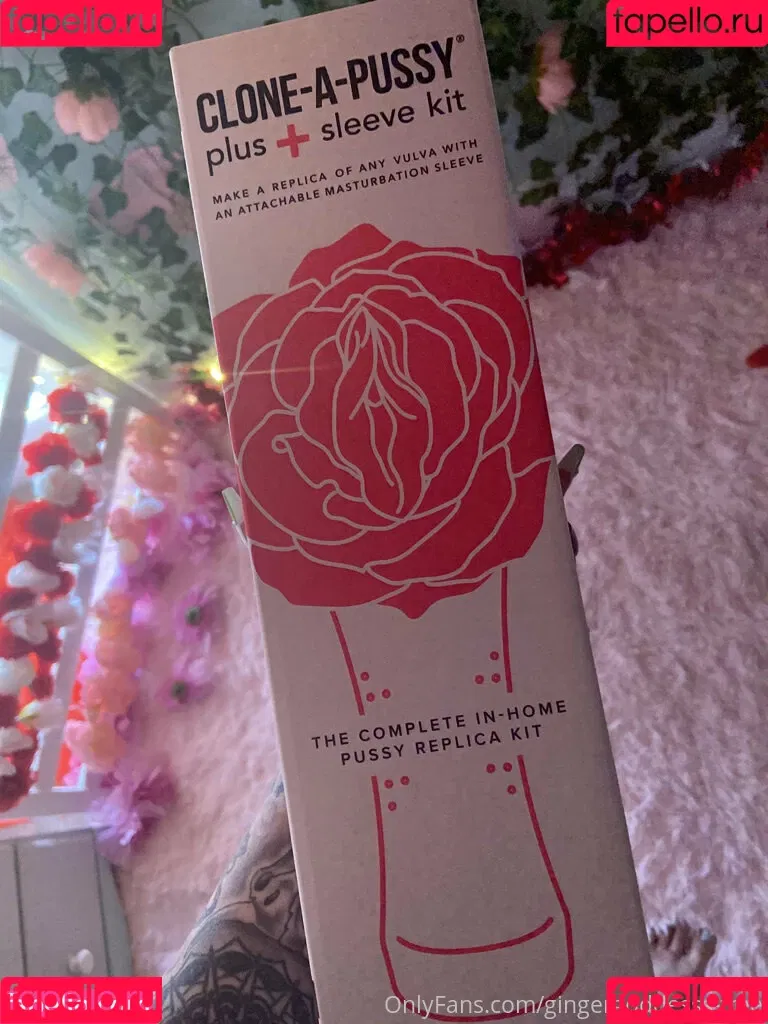 fapello.ru
fapello.ru
CLONE-A-PUSSY®
plus + sleeve kit
MAKE A REPLICA OF ANY VULVA WITH
AN ATTACHABLE MASTURBATION SLEEVE
THE COMPLETE IN-HOME
PUSSY REPLICA KIT
fapello.ru
fapello.ru